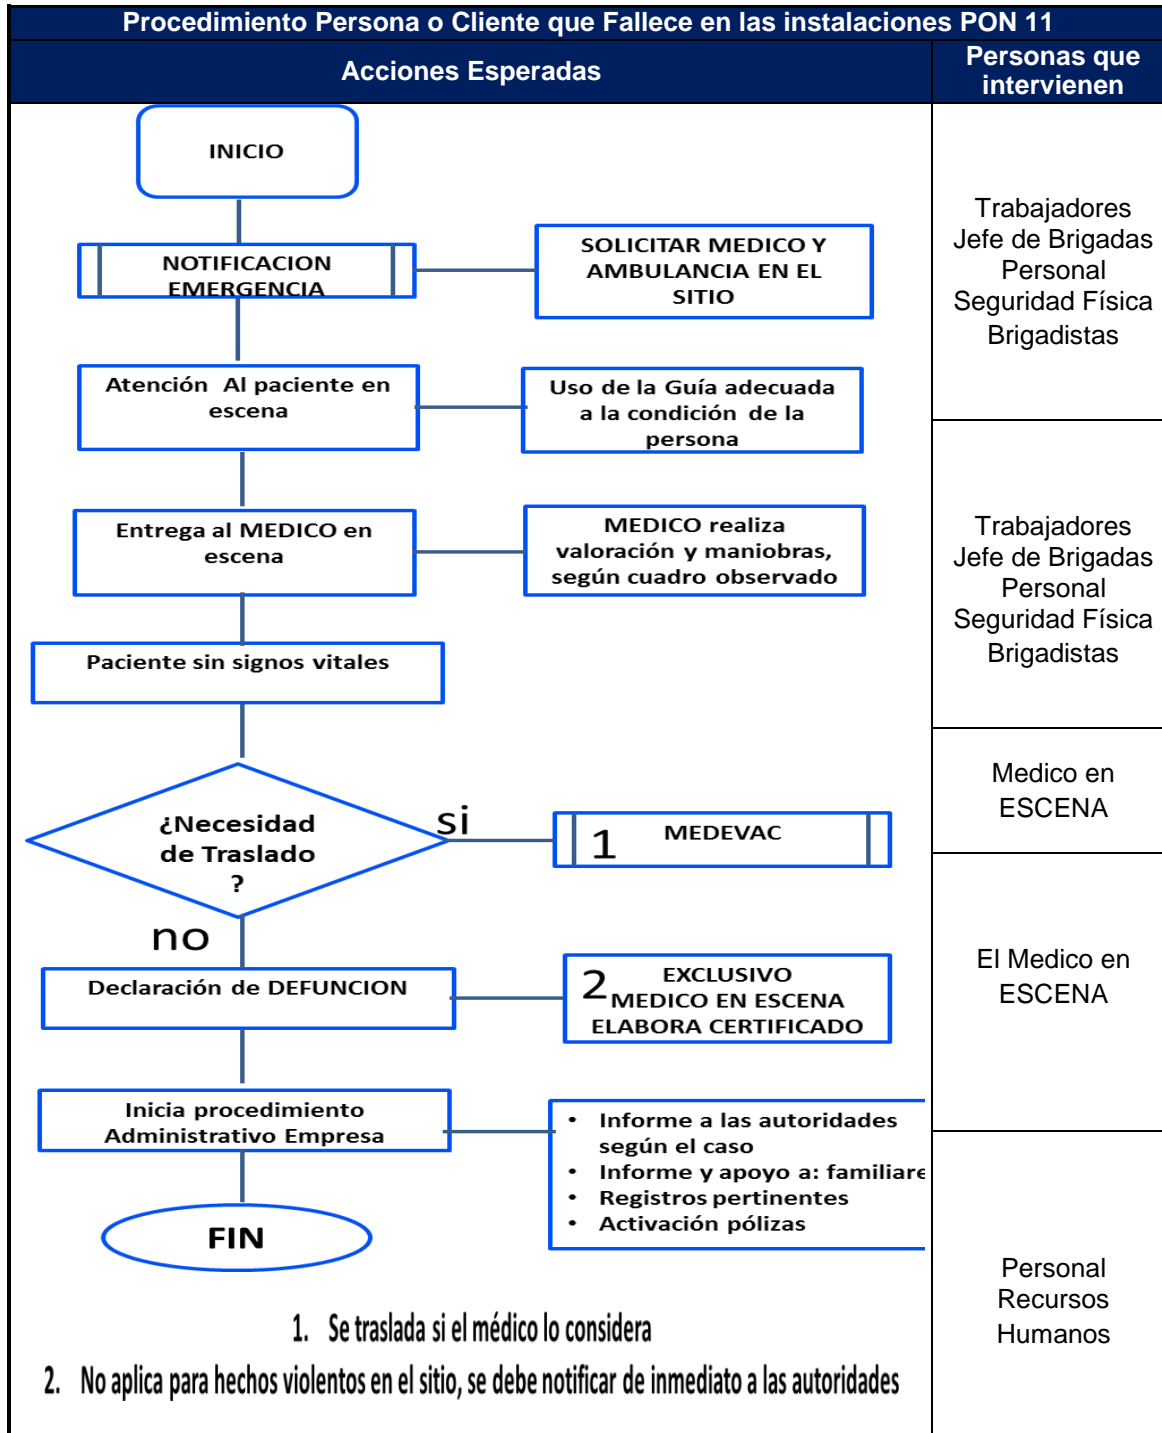 Procedimiento Persona o Cliente que Fallece en las instalaciones PON 11
Acciones Esperadas
Personas que
intervienen
INICIO
NOTIFICACION
EMERGENCIA
SOLICITAR MEDICO Y
AMBULANCIA EN EL
SITIO
Trabajadores
Jefe de Brigadas
Personal
Seguridad Física
Brigadistas
Atención Al paciente en
escena
Uso de la Guía adecuada
a la condición de la
persona
Entrega al MEDICO en
escena
MEDICO realiza
valoración y maniobras,
según cuadro observado
Trabajadores
Jefe de Brigadas
Personal
Seguridad Física
Brigadistas
Paciente sin signos vitales
¿Necesidad
de Traslado
?
si
1 MEDEVAC
Medico en
ESCENA
no
Declaración de DEFUNCION
2 EXCLUSIVO
MEDICO EN ESCENA
ELABORA CERTIFICADO
El Medico en
ESCENA
Inicia procedimiento
Administrativo Empresa
• Informe a las autoridades
según el caso
• Informe y apoyo a: familiare
• Registros pertinentes
• Activación pólizas
FIN
Personal
Recursos
Humanos
1. Se traslada si el médico lo considera
2. No aplica para hechos violentos en el sitio, se debe notificar de inmediato a las autoridades